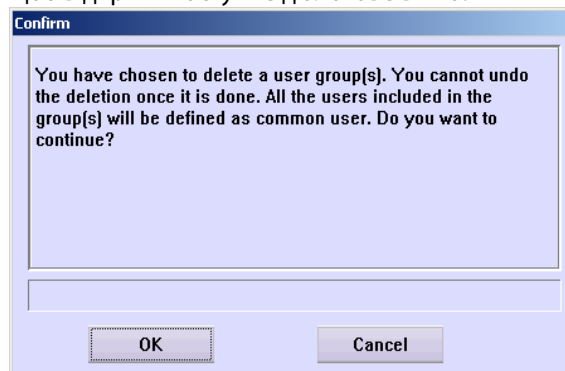 Confirm
You have chosen to delete a user group(s). You cannot undo
the deletion once it is done. All the users included in the
group(s) will be defined as common user. Do you want to
continue?
OK
Cancel